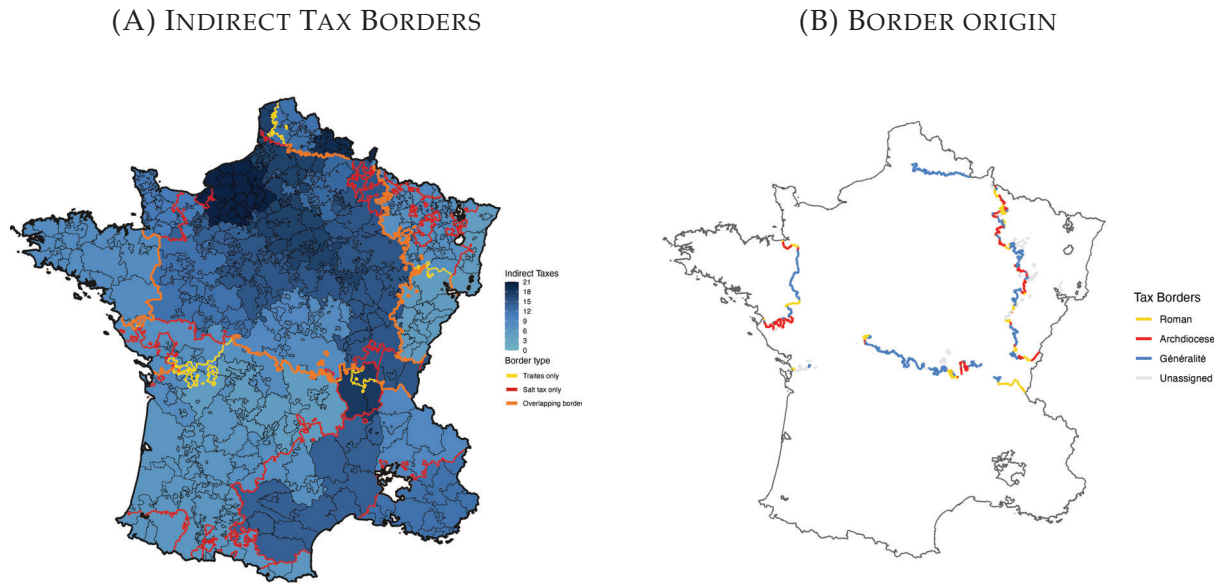 (A) INDIRECT TAX BORDERS
(B) BORDER ORIGIN
Indirect Taxes
21
18
15
12
9
6
3
0
Border type
Traites only
Salt tax only
Overlapping border
Tax Borders
Roman
Archdiocese
Généralité
Unassigned